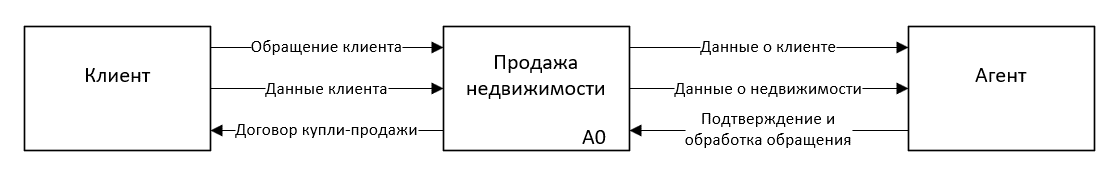 Клиент
Обращение клиента
Данные клиента
Договор купли-продажи
Продажа
недвижимости
A0
Данные о клиенте
Данные о недвижимости
Подтверждение и
обработка обращения
Агент